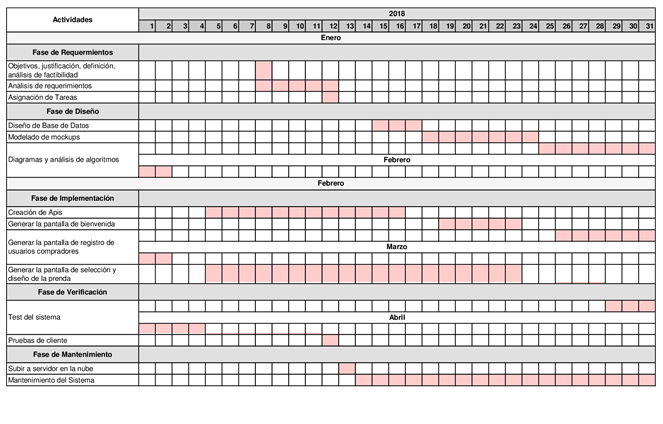 Actividades
2018
1 2 3 4 5 6 7 8 9 10 11 12 13 14 15 16 17 18 19 20 21 22 23 24 25 26 27 28 29 30 31
Enero
Fase de Requermientos
Objetivos, justificación, definición,
análisis de factibilidad
Análisis de requerimientos
Asignación de Tareas
Fase de Diseño
Diseño de Base de Datos
Modelado de mockups
Diagramas y análisis de algoritmos
Febrero
Febrero
Fase de Implementación
Creación de Apis
Generar la pantalla de bienvenida
Generar la pantalla de registro de
usuarios compradores
Marzo
Generar la pantalla de selección y
diseño de la prenda
Fase de Verificación
Test del sistema
Abril
Pruebas de cliente
Fase de Mantenimiento
Subir a servidor en la nube
Mantenimiento del Sistema